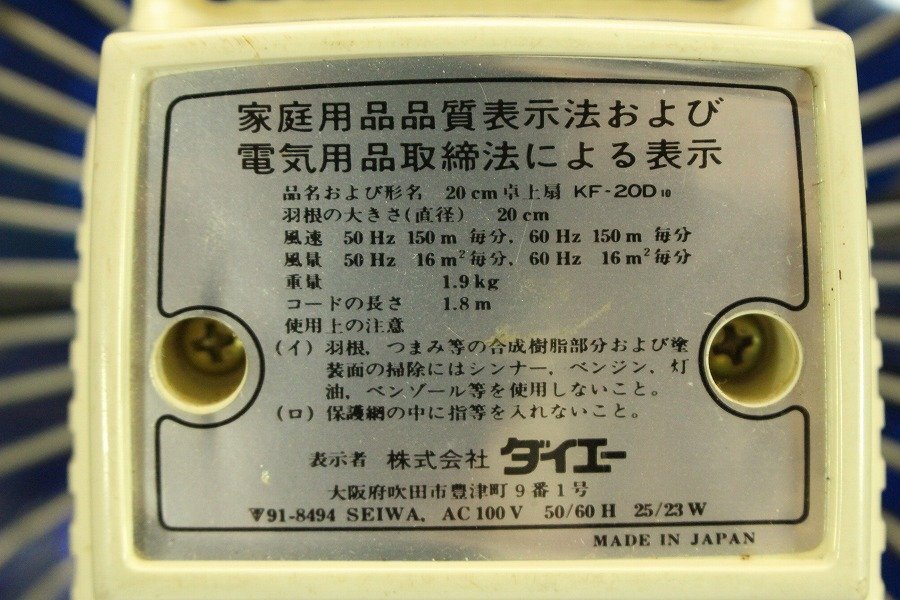 家庭用品品質表示法および
電気用品取締法による表示
品名および形名 20cm卓上扇 KF-20D10
羽根の大きさ(直径) 20cm
風速 50Hz 150m 毎分, 60Hz 150m 毎分
風量 50Hz 16m²毎分, 60Hz 16m²毎分
重量 1.9kg
コードの長さ 1.8m
使用上の注意
(イ) 羽根, つまみ等の合成樹脂部分および塗
装面の掃除にはシンナー, ベンジン, 灯
油, ベンゾール等を使用しないこと。
(ロ) 保護網の中に指等を入れないこと。
表示者 株式会社 ダイエー
大阪府吹田市豊津町9番1号
91-8494 SEIWA, AC100V 50/60H 25/23W
MADE IN JAPAN